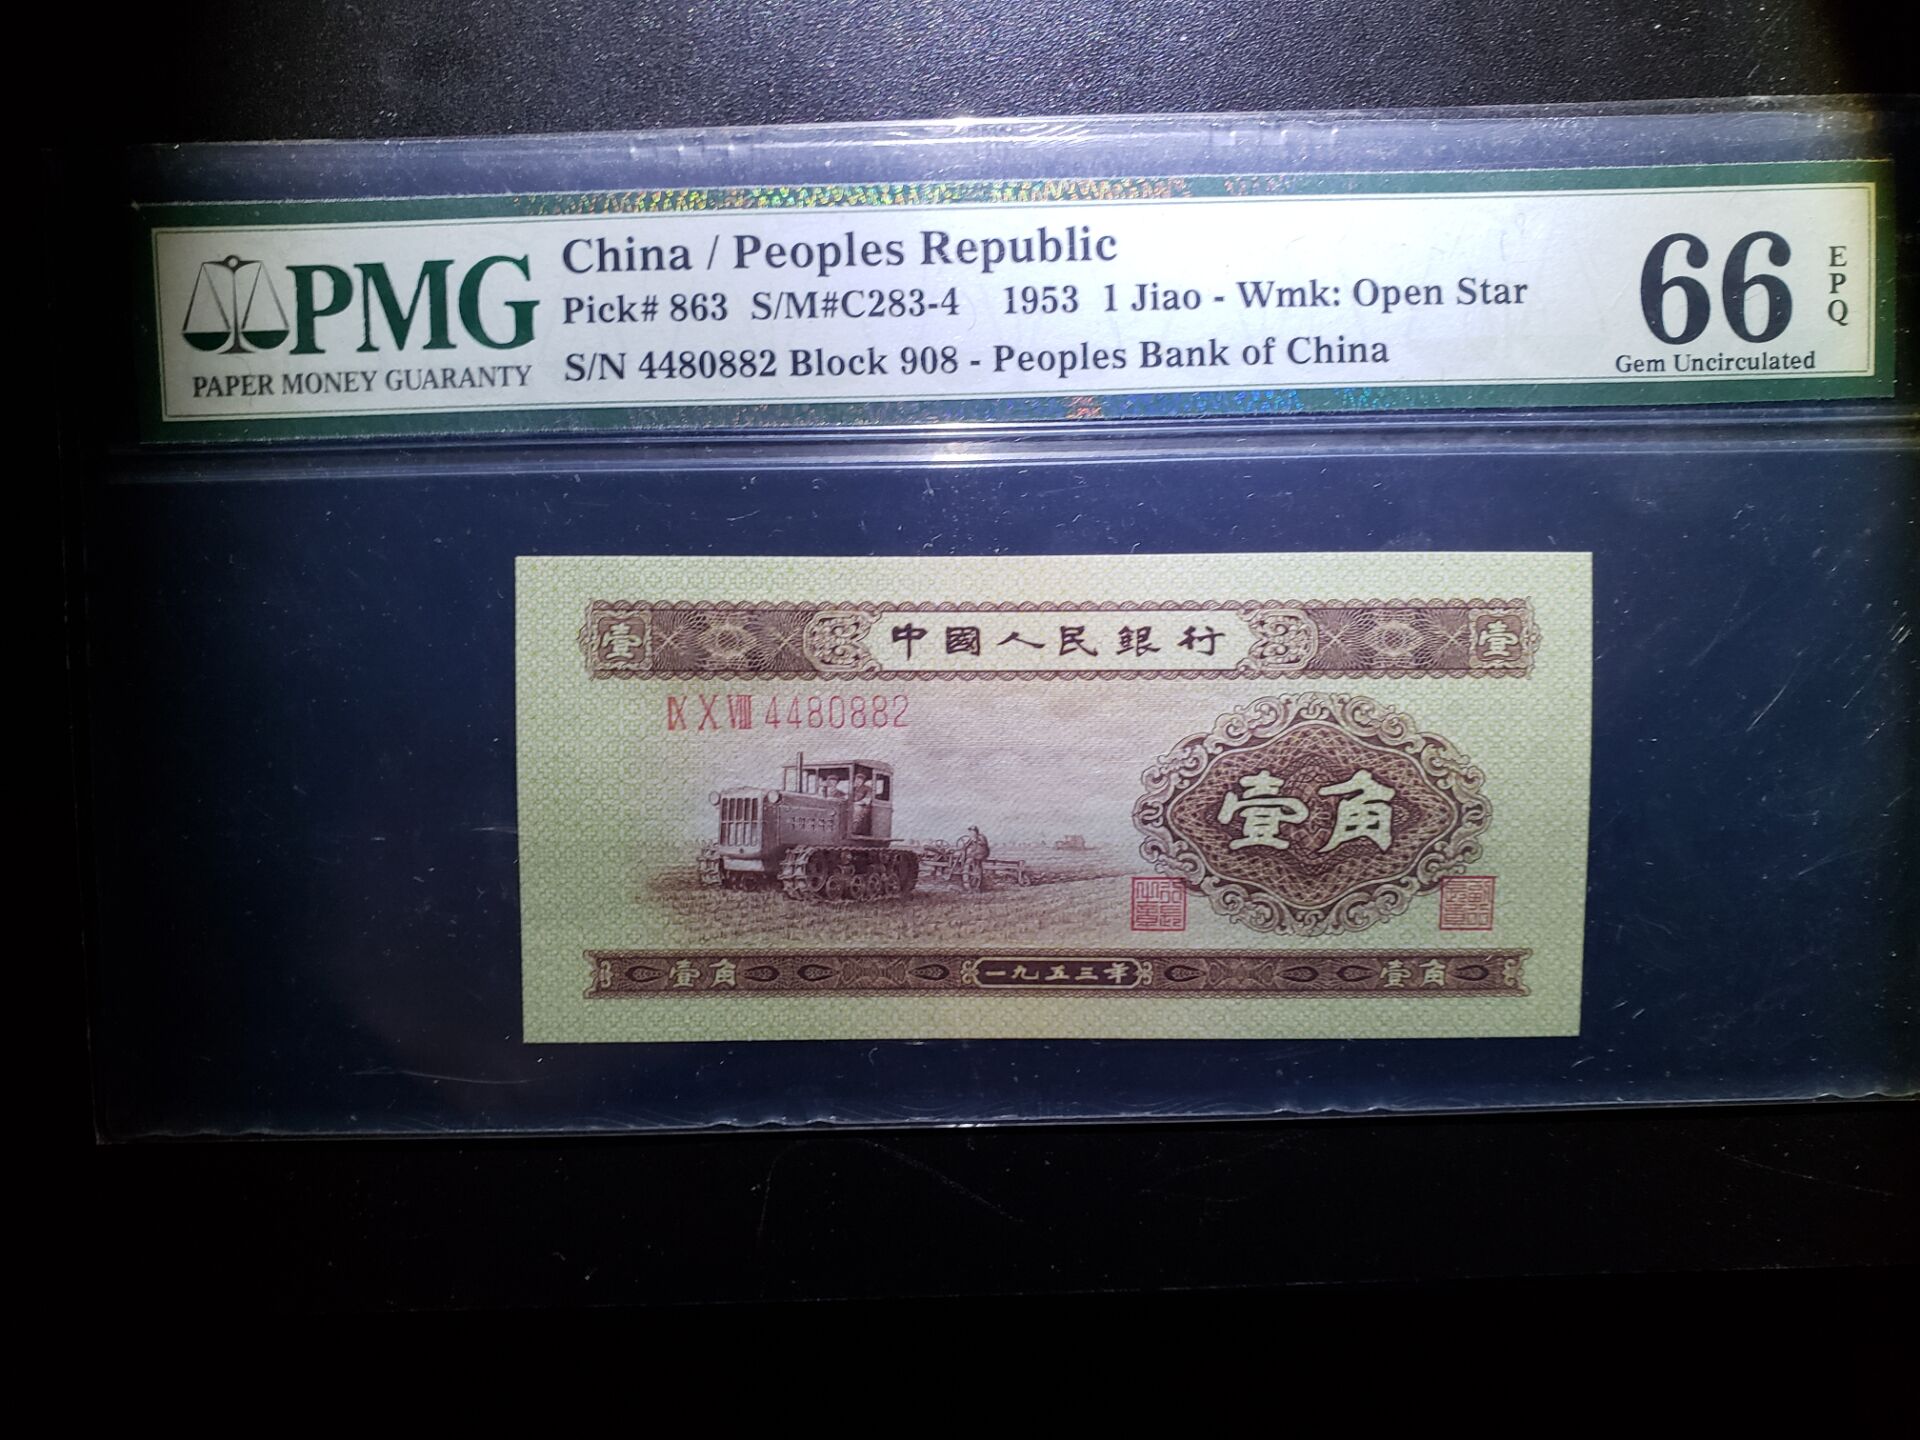 China / Peoples Republic
PMG
Pick# 863 S/M#C283-4 1953 1 Jiao - Wmk: Open Star
PAPER MONEY GUARANTY
S/N 4480882 Block 908 - Peoples Bank of China
66
EPQ
Gem Uncirculated
壹 中國人民銀行 壹
IX X VIII 4480882
壹角
壹角 一九五三年 壹角